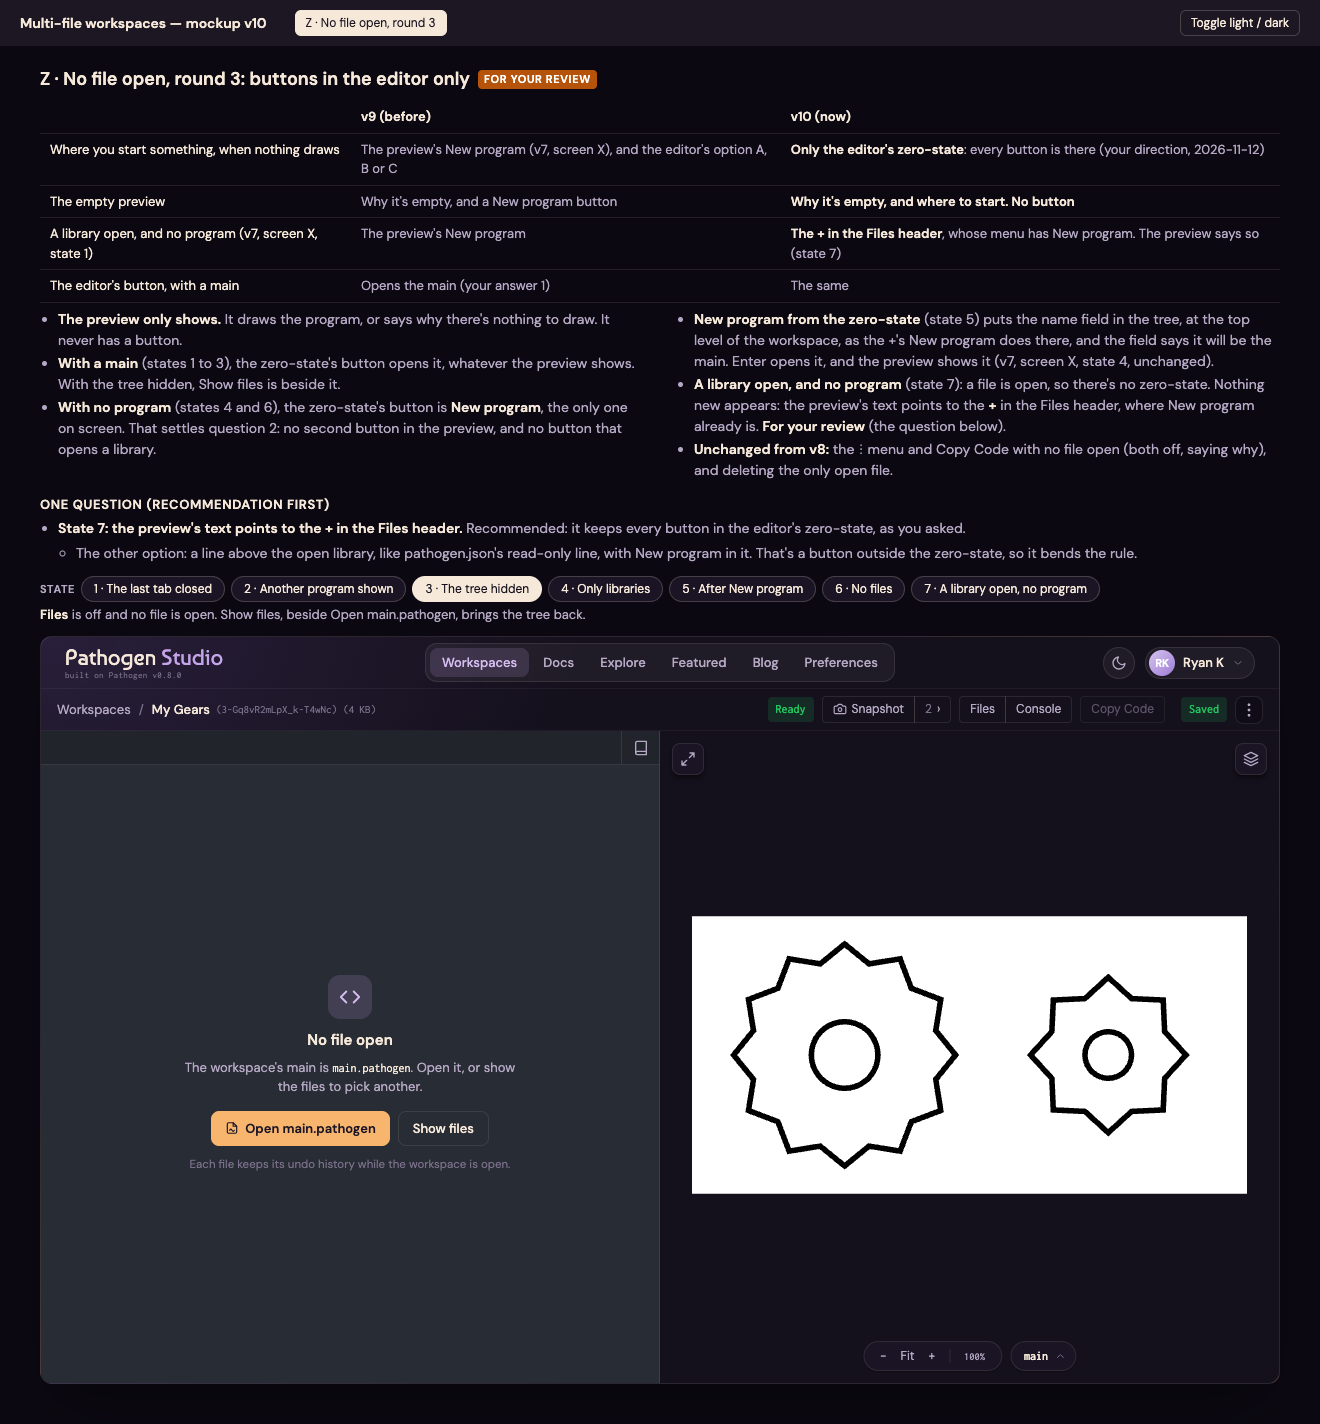 Multi-file workspaces — mockup v10
Z · No file open, round 3
Toggle light / dark
Z · No file open, round 3: buttons in the editor only
FOR YOUR REVIEW
v9 (before)
v10 (now)
Where you start something, when nothing draws
The preview's New program (v7, screen X), and the editor's option A,
B or C
Only the editor's zero-state: every button is there (your direction, 2026-11-12)
The empty preview
Why it's empty, and a New program button
Why it's empty, and where to start. No button
A library open, and no program (v7, screen X,
state 1)
The preview's New program
The + in the Files header, whose menu has New program. The preview says so
(state 7)
The editor's button, with a main
Opens the main (your answer 1)
The same
• The preview only shows. It draws the program, or says why there's nothing to draw. It
never has a button.
• With a main (states 1 to 3), the zero-state's button opens it, whatever the preview shows.
With the tree hidden, Show files is beside it.
• With no program (states 4 and 6), the zero-state's button is New program, the only one
on screen. That settles question 2: no second button in the preview, and no button that
opens a library.
• New program from the zero-state (state 5) puts the name field in the tree, at the top
level of the workspace, as the +'s New program does there, and the field says it will be the
main. Enter opens it, and the preview shows it (v7, screen X, state 4, unchanged).
• A library open, and no program (state 7): a file is open, so there's no zero-state. Nothing
new appears: the preview's text points to the + in the Files header, where New program
already is. For your review (the question below).
• Unchanged from v8: the ⋮ menu and Copy Code with no file open (both off, saying why),
and deleting the only open file.
ONE QUESTION (RECOMMENDATION FIRST)
• State 7: the preview's text points to the + in the Files header. Recommended: it keeps every button in the editor's zero-state, as you asked.
◦ The other option: a line above the open library, like pathogen.json's read-only line, with New program in it. That's a button outside the zero-state, so it bends the rule.
STATE
1 · The last tab closed
2 · Another program shown
3 · The tree hidden
4 · Only libraries
5 · After New program
6 · No files
7 · A library open, no program
Files is off and no file is open. Show files, beside Open main.pathogen, brings the tree back.
Pathogen Studio
built on Pathogen v0.8.0
Workspaces
Docs
Explore
Featured
Blog
Preferences
RK
Ryan K
Workspaces / My Gears (3-Gq8vR2mLpX_k-T4wNc) (4 KB)
Ready
Snapshot
2 ›
Files
Console
Copy Code
Saved
No file open
The workspace's main is main.pathogen. Open it, or show
the files to pick another.
Open main.pathogen
Show files
Each file keeps its undo history while the workspace is open.
− Fit + 100%
main